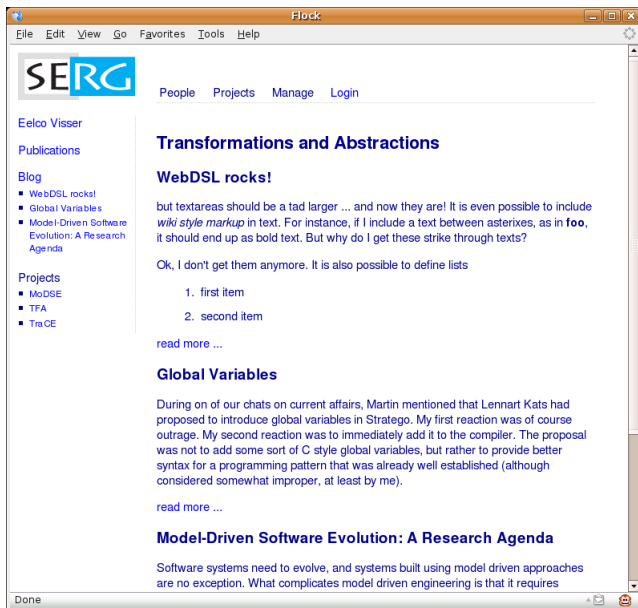 Flock
File Edit View Go Favorites Tools Help
SERG
People Projects Manage Login
Eelco Visser
Publications
Blog
WebDSL rocks!
Global Variables
Model-Driven Software
Evolution: A Research
Agenda
Projects
MoDSE
TFA
TraCE
Transformations and Abstractions
WebDSL rocks!
but textareas should be a tad larger ... and now they are! It is even possible to include
wiki style markup in text. For instance, if I include a text between asterixes, as in foo,
it should end up as bold text. But why do I get these strike through texts?
Ok, I don't get them anymore. It is also possible to define lists
1. first item
2. second item
read more ...
Global Variables
During on of our chats on current affairs, Martin mentioned that Lennart Kats had
proposed to introduce global variables in Stratego. My first reaction was of course
outrage. My second reaction was to immediately add it to the compiler. The proposal
was not to add some sort of C style global variables, but rather to provide better
syntax for a programming pattern that was already well established (although
considered somewhat improper, at least by me).
read more ...
Model-Driven Software Evolution: A Research Agenda
Software systems need to evolve, and systems built using model driven approaches
are no exception. What complicates model driven engineering is that it requires
Done